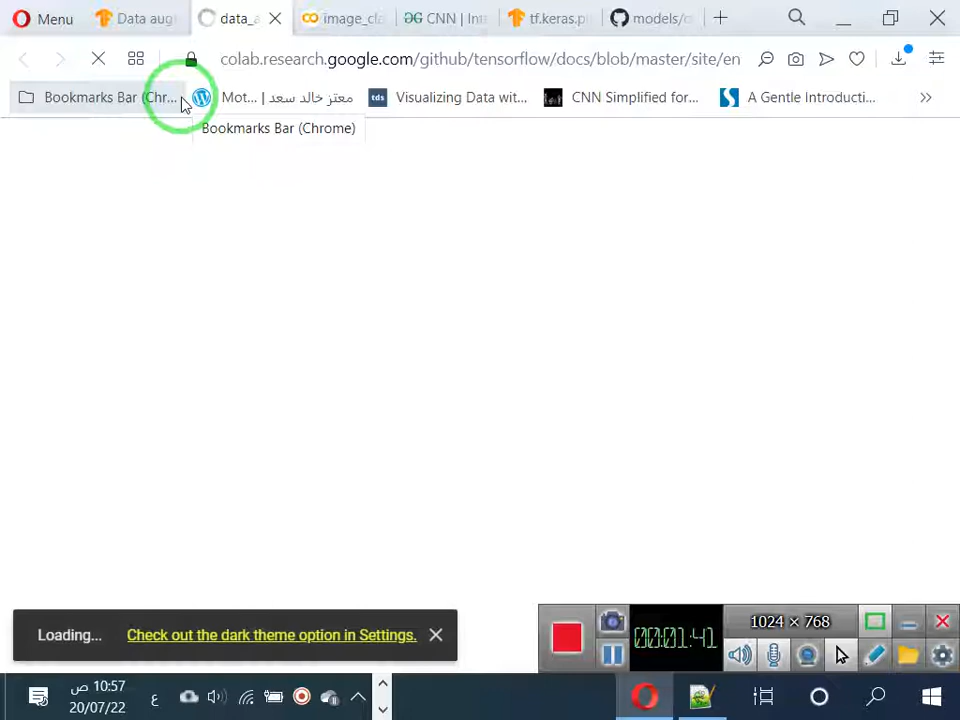 Menu
Data aug
data_a
image_cla
CNN | Int
tf.keras.p
models/
colab.research.google.com/github/tensorflow/docs/blob/master/site/en
Bookmarks Bar (Chr...
Mot... | معتز خالد سعد
tds
Visualizing Data wit...
CNN Simplified for...
A Gentle Introducti...
Bookmarks Bar (Chrome)
Loading...
Check out the dark theme option in Settings.
00:01:41
1024 × 768
10:57 ص
20/07/22
ع